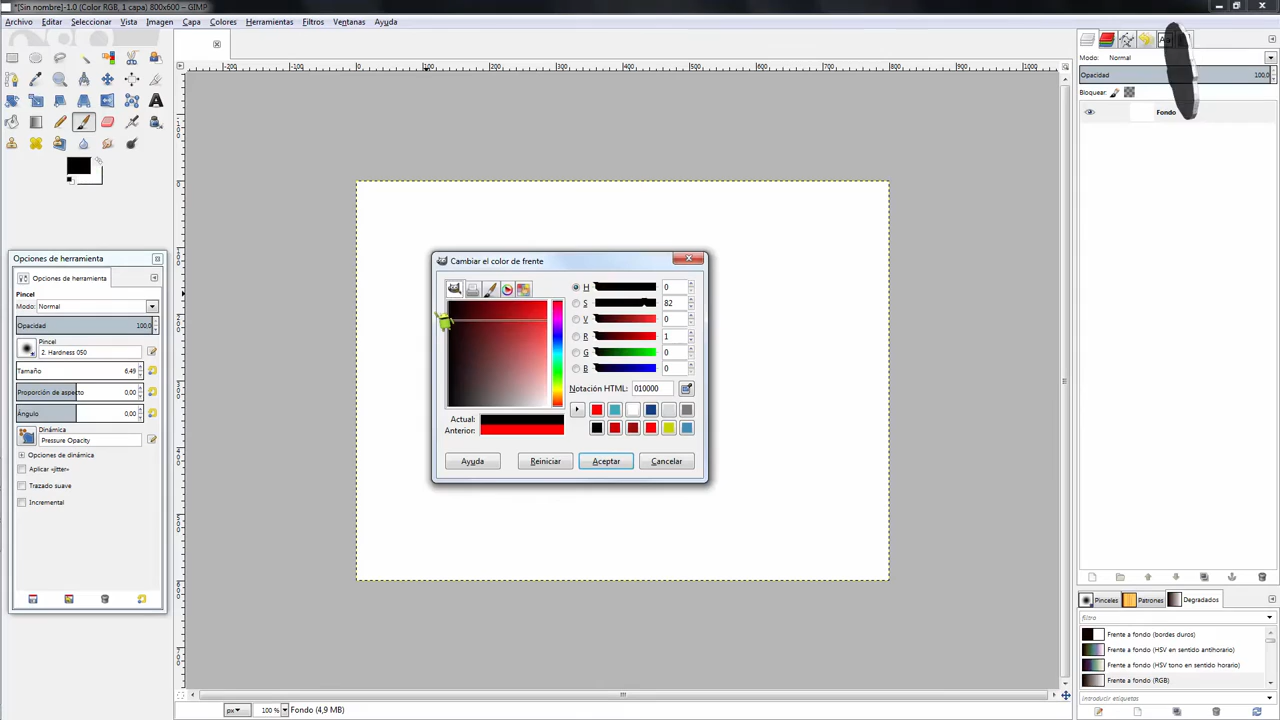 *[Sin nombre]-1.0 (Color RGB, 1 capa) 800x600 – GIMP
Archivo Editar Seleccionar Vista Imagen Capa Colores Herramientas Filtros Ventanas Ayuda
Modo: Normal
Opacidad 100,0
Bloquear:
Fondo
Opciones de herramienta
Opciones de herramienta
Pincel
Modo: Normal
Opacidad 100,0
Pincel
2. Hardness 050
Tamaño 6,49
Proporción de aspecto 0,00
Ángulo 0,00
Dinámica
Pressure Opacity
Opciones de dinámica
Aplicar «jitter»
Trazado suave
Incremental
Cambiar el color de frente
H 0
S 82
V 0
R 1
G 0
B 0
Notación HTML: 010000
Actual:
Anterior:
Ayuda Reiniciar Aceptar Cancelar
Pinceles Patrones Degradados
filtro
Frente a fondo (bordes duros)
Frente a fondo (HSV en sentido antihorario)
Frente a fondo (HSV tono en sentido horario)
Frente a fondo (RGB)
introducir etiquetas
px 100 % Fondo (4,9 MB)